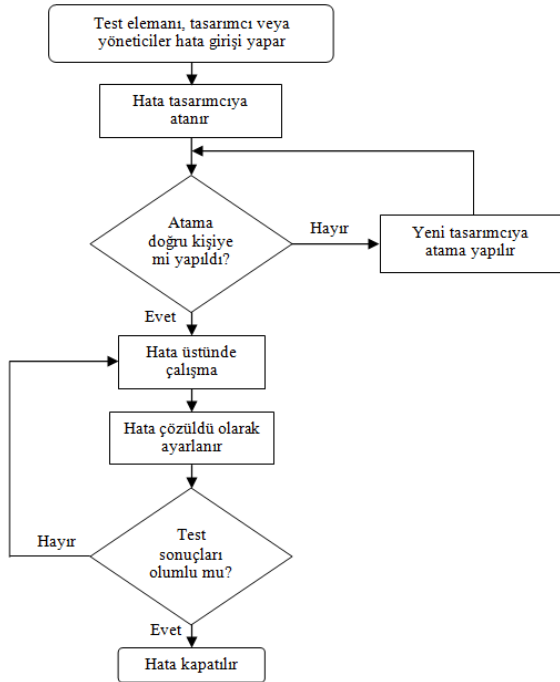 Test elemanı, tasarımcı veya
yöneticiler hata girişi yapar
Hata tasarımcıya
atanır
Atama
doğru kişiye
mi yapıldı?
Hayır
Yeni tasarımcıya
atama yapılır
Evet
Hata üstünde
çalışma
Hata çözüldü olarak
ayarlanır
Test
sonuçları
olumlu mu?
Hayır
Evet
Hata kapatılır